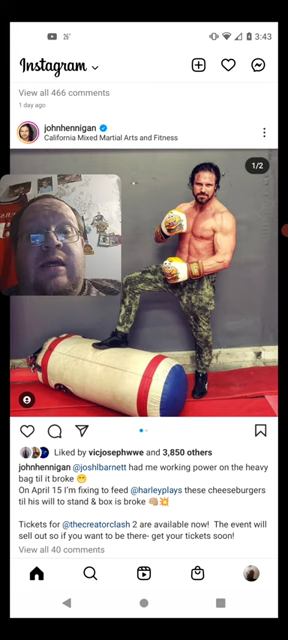 26°
3:43
Instagram
View all 466 comments
1 day ago
johnhennigan
California Mixed Martial Arts and Fitness
1/2
Liked by vicjosephwwe and 3,850 others
johnhennigan @joshlbarnett had me working power on the heavy
bag til it broke 😬
On April 15 I'm fixing to feed @harleyplays these cheeseburgers
til his will to stand & box is broke 👊🏼💥
Tickets for @thecreatorclash 2 are available now! The event will
sell out so if you want to be there- get your tickets soon!
View all 40 comments